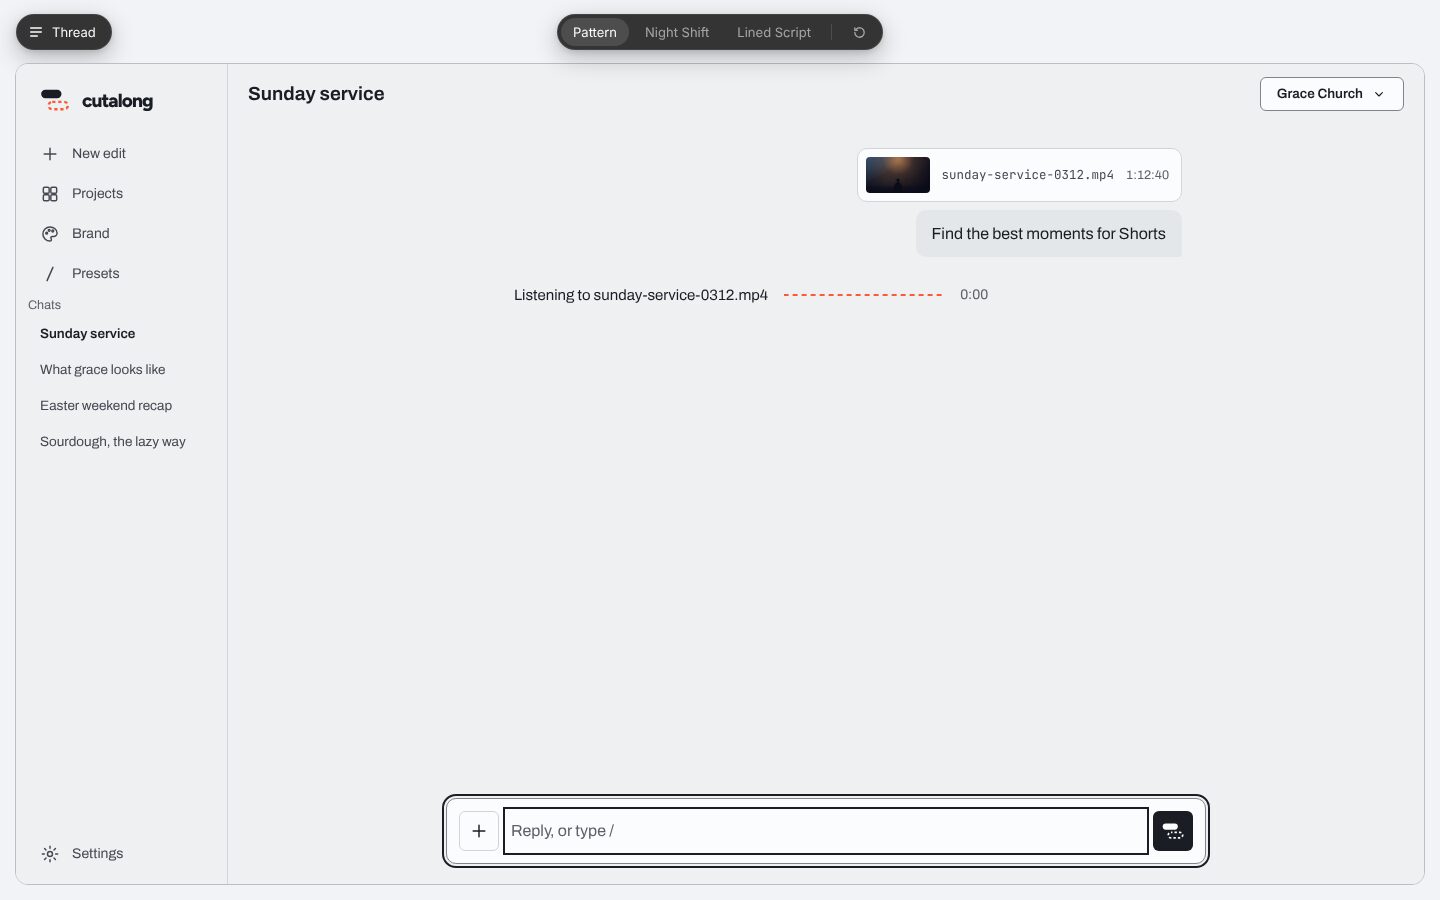 Thread
Pattern
Night Shift
Lined Script
cutalong
New edit
Projects
Brand
Presets
Chats
Sunday service
What grace looks like
Easter weekend recap
Sourdough, the lazy way
Settings
Sunday service
Grace Church
sunday-service-0312.mp4 1:12:40
Find the best moments for Shorts
Listening to sunday-service-0312.mp4 0:00
Reply, or type /